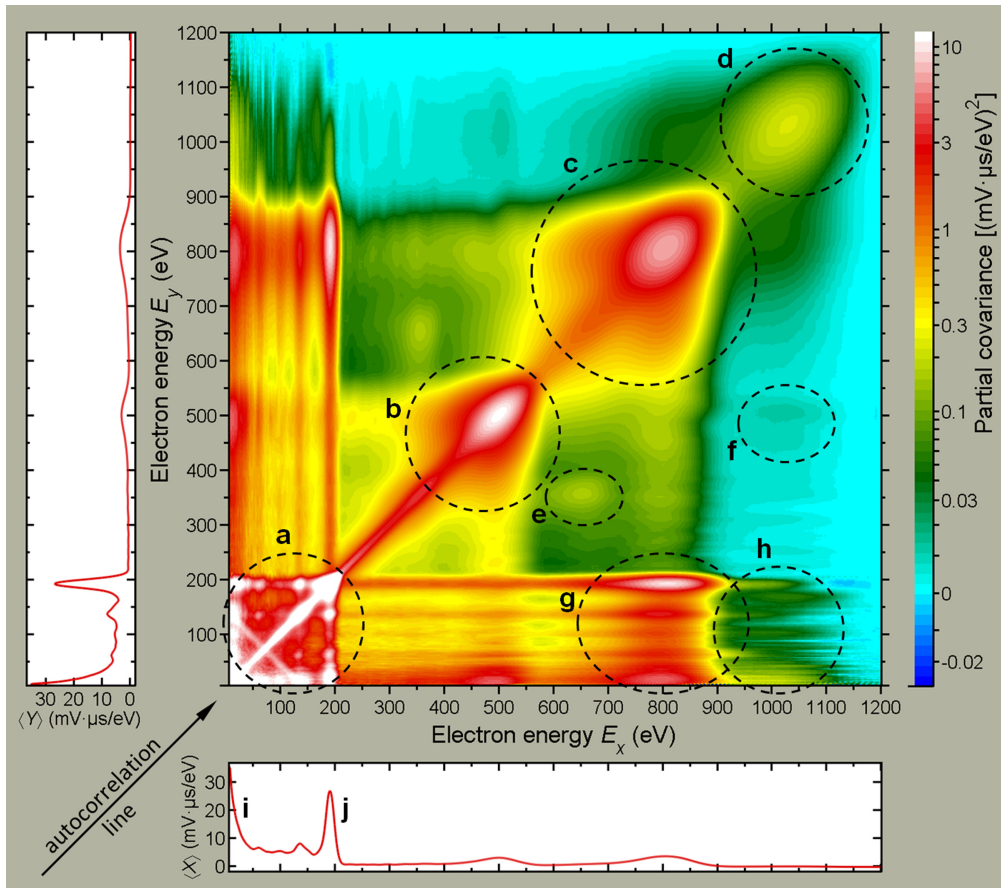 1200
1100
1000
900
800
700
600
500
400
300
200
100
Electron energy Ey (eV)
100 200 300 400 500 600 700 800 900 1000 1100 1200
Electron energy Ex (eV)
a
b
c
d
e
f
g
h
30 20 10 0
⟨Y⟩ (mV·µs/eV)
autocorrelation
line
30
20
10
0
⟨X⟩ (mV·µs/eV)
i
j
10
3
1
0.3
0.1
0.03
0
-0.02
Partial covariance [(mV·µs/eV)²]